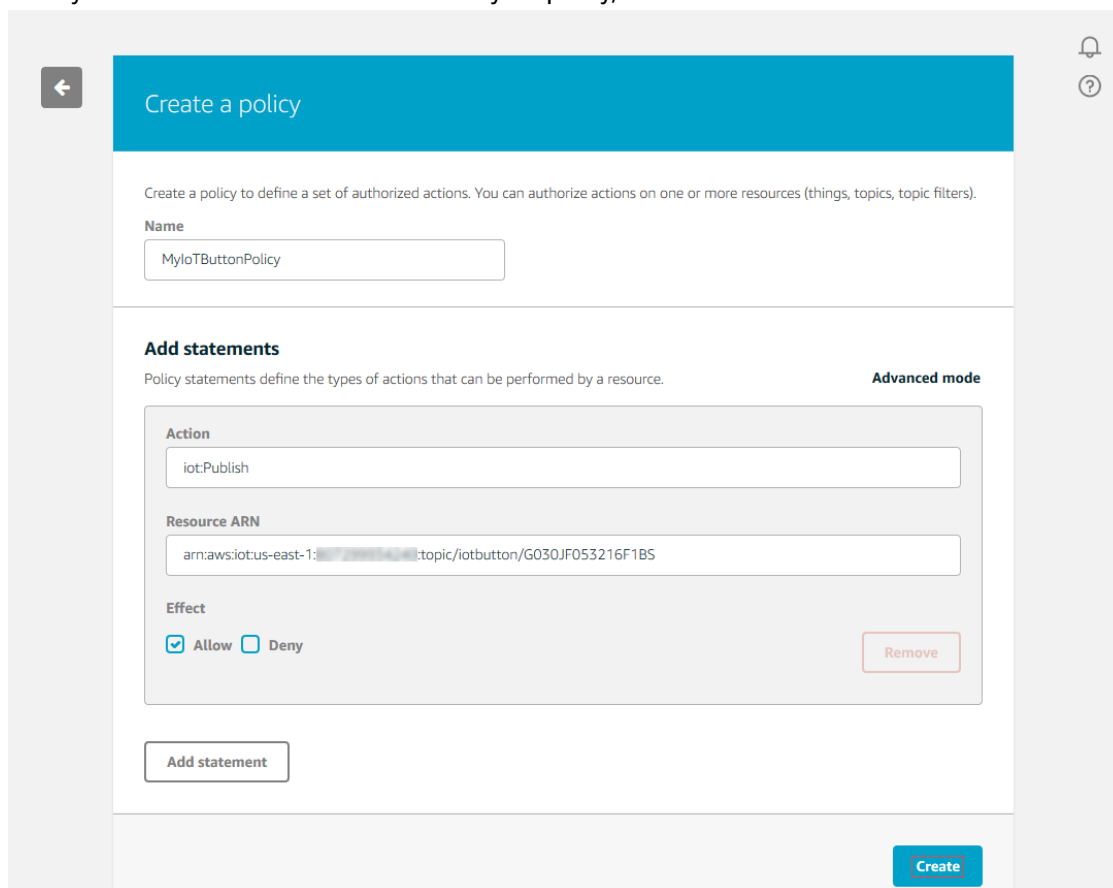 Create a policy
Create a policy to define a set of authorized actions. You can authorize actions on one or more resources (things, topics, topic filters).
Name
MyIoTButtonPolicy
Add statements
Policy statements define the types of actions that can be performed by a resource.
Advanced mode
Action
iot:Publish
Resource ARN
arn:aws:iot:us-east-1: :topic/iotbutton/G030JF053216F1BS
Effect
Allow Deny
Remove
Add statement
Create